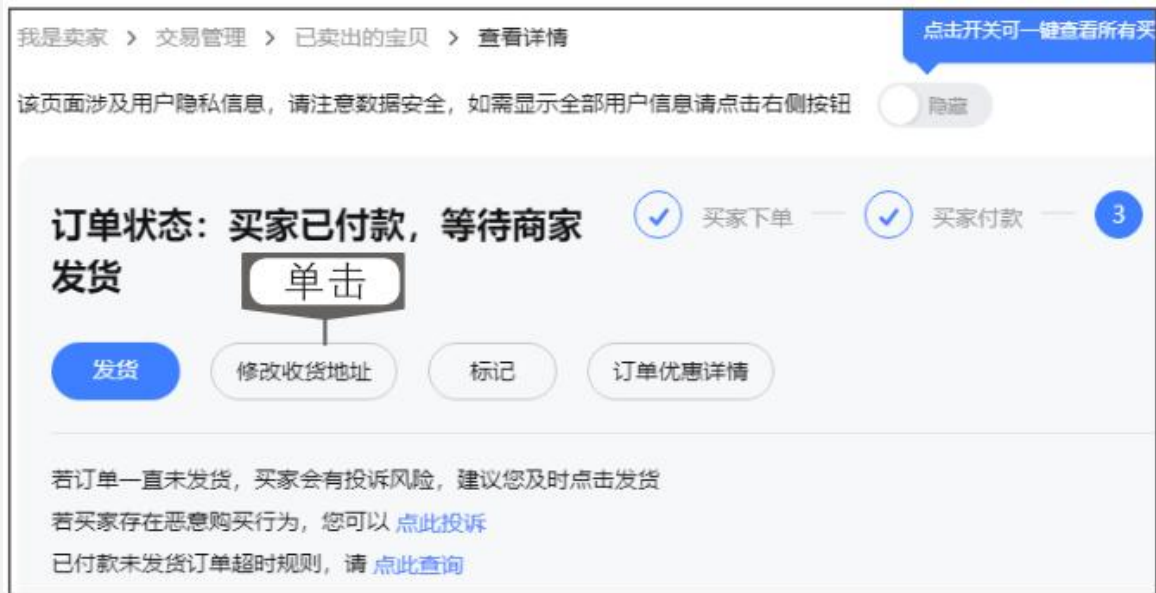 我是卖家 > 交易管理 > 已卖出的宝贝 > 查看详情
点击开关可一键查看所有买
该页面涉及用户隐私信息，请注意数据安全，如需显示全部用户信息请点击右侧按钮
隐藏
订单状态：买家已付款，等待商家
发货
买家下单
买家付款
3
单击
发货
修改收货地址
标记
订单优惠详情
若订单一直未发货，买家会有投诉风险，建议您及时点击发货
若买家存在恶意购买行为，您可以 点此投诉
已付款未发货订单超时规则，请 点此查询